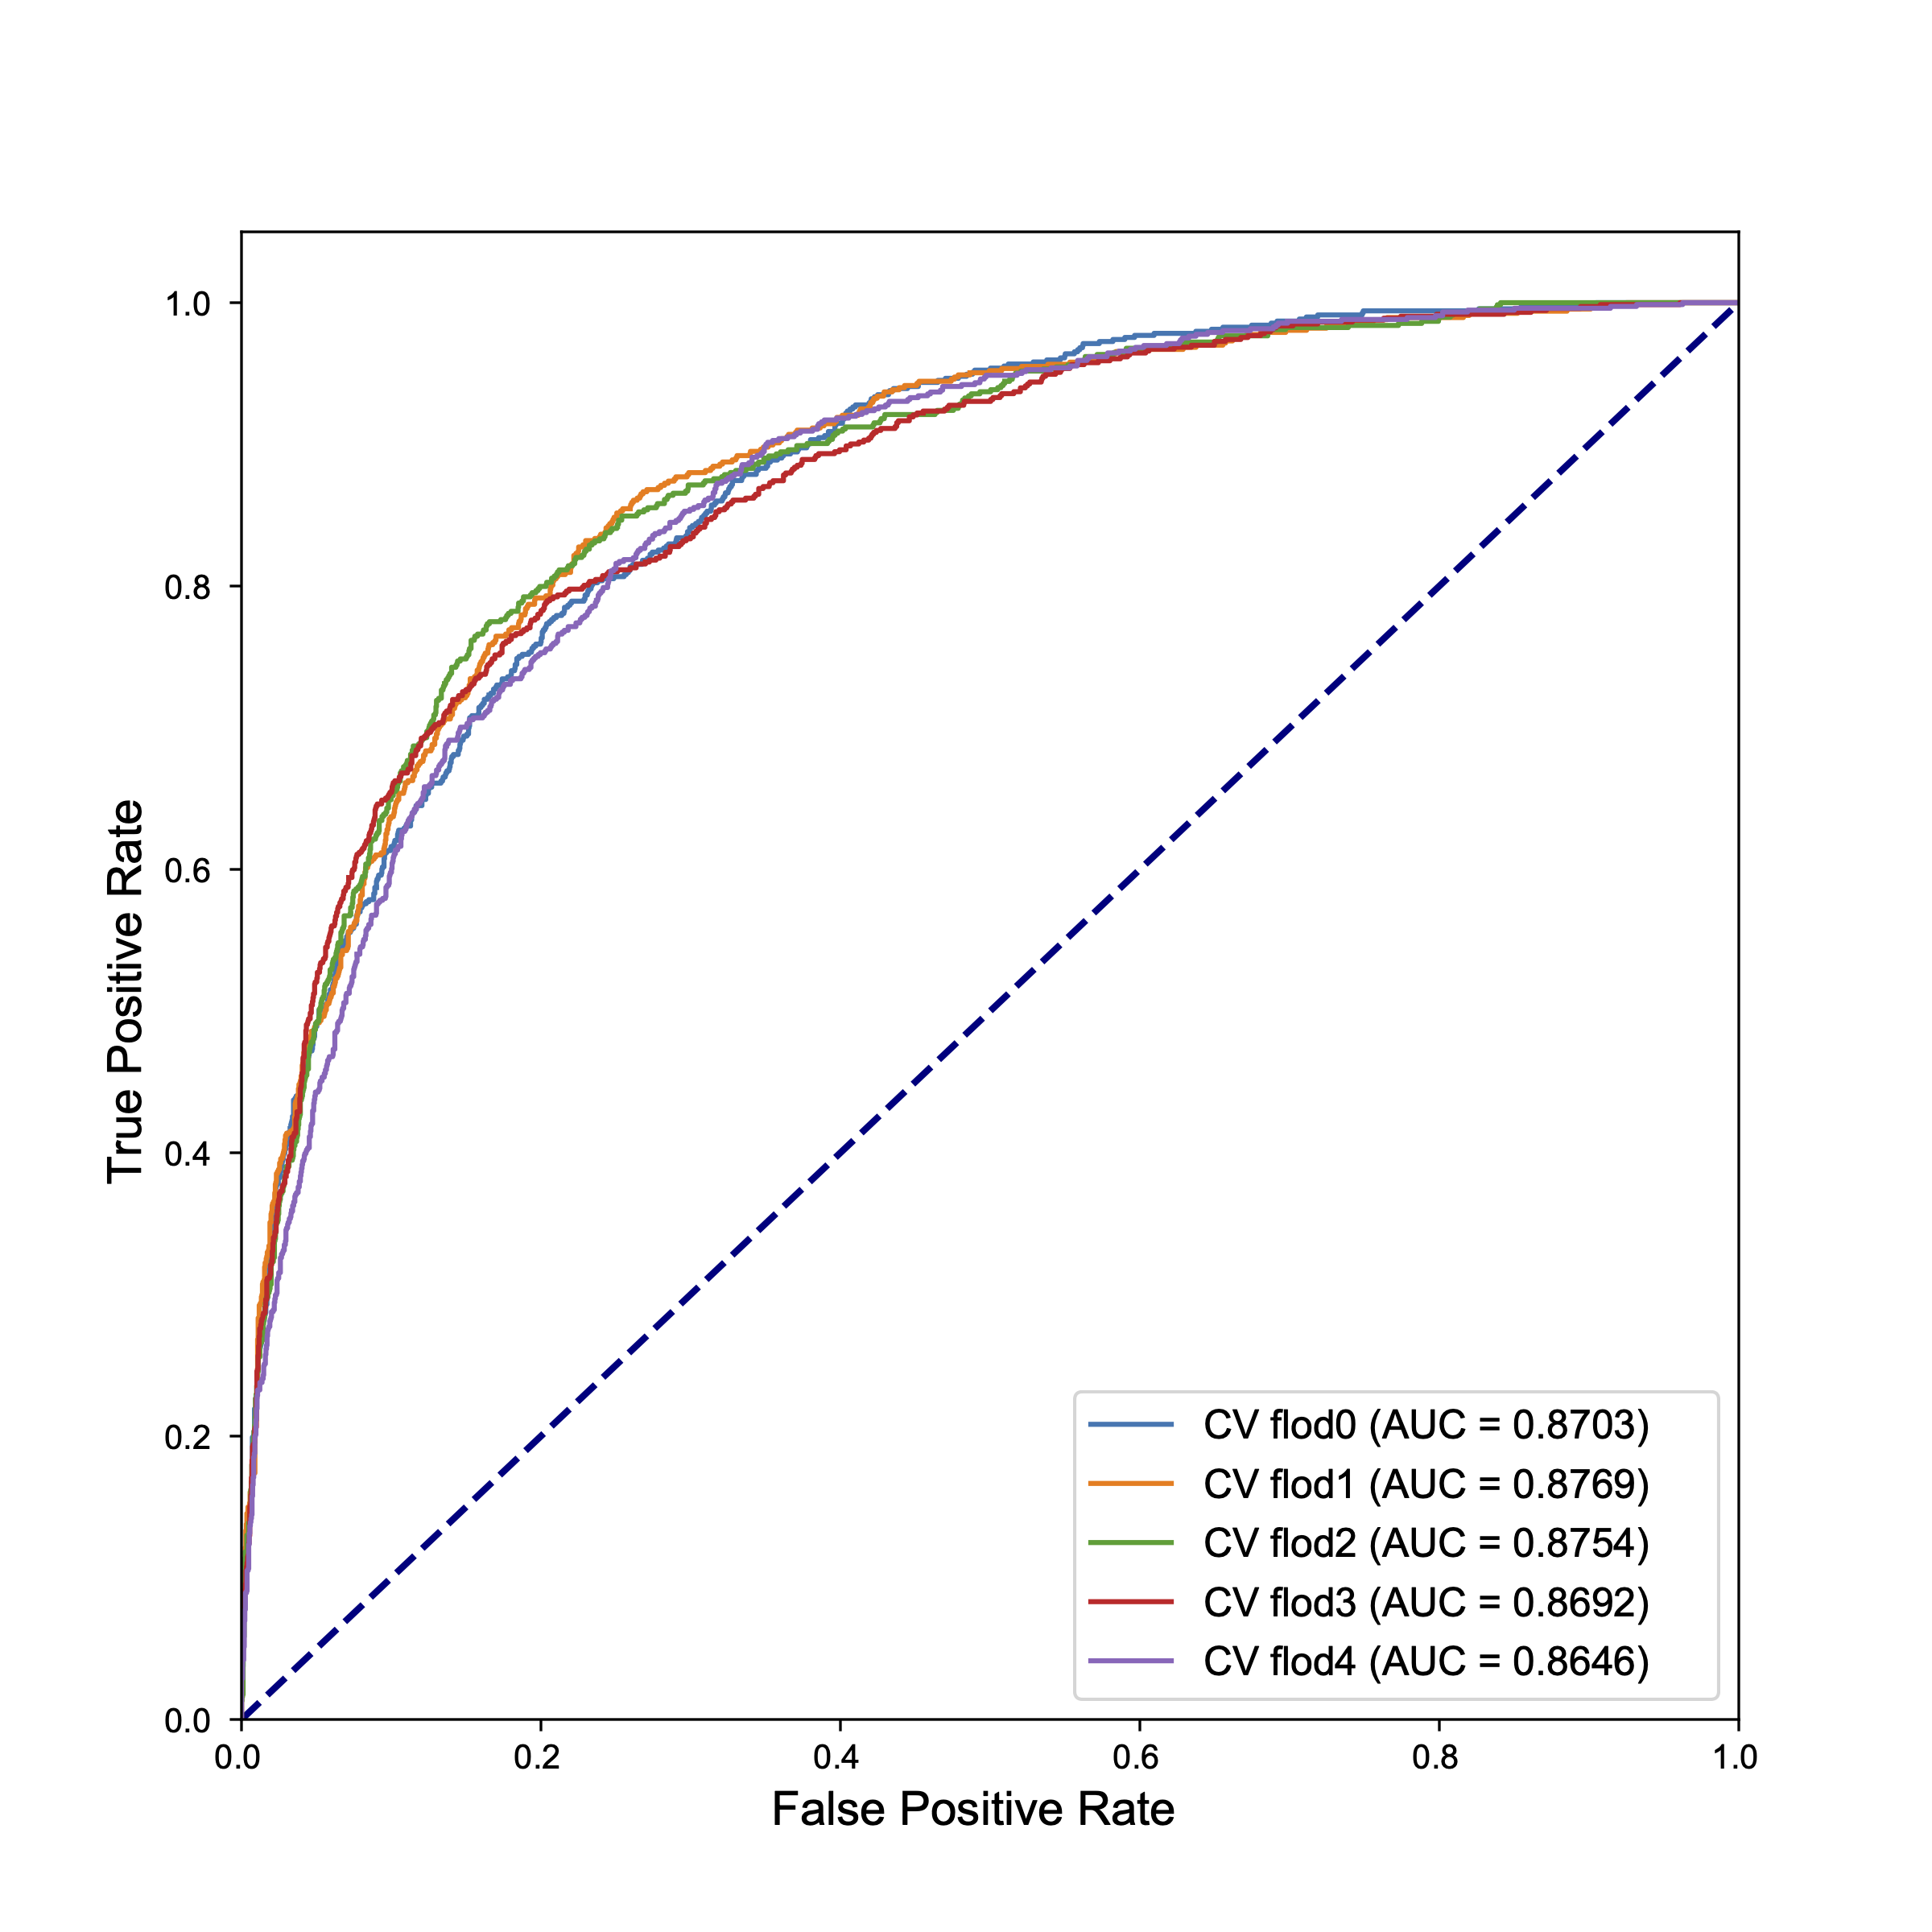 1.0
0.8
0.6
0.4
0.2
0.0
True Positive Rate
CV flod0 (AUC = 0.8703)
CV flod1 (AUC = 0.8769)
CV flod2 (AUC = 0.8754)
CV flod3 (AUC = 0.8692)
CV flod4 (AUC = 0.8646)
0.0 0.2 0.4 0.6 0.8 1.0
False Positive Rate